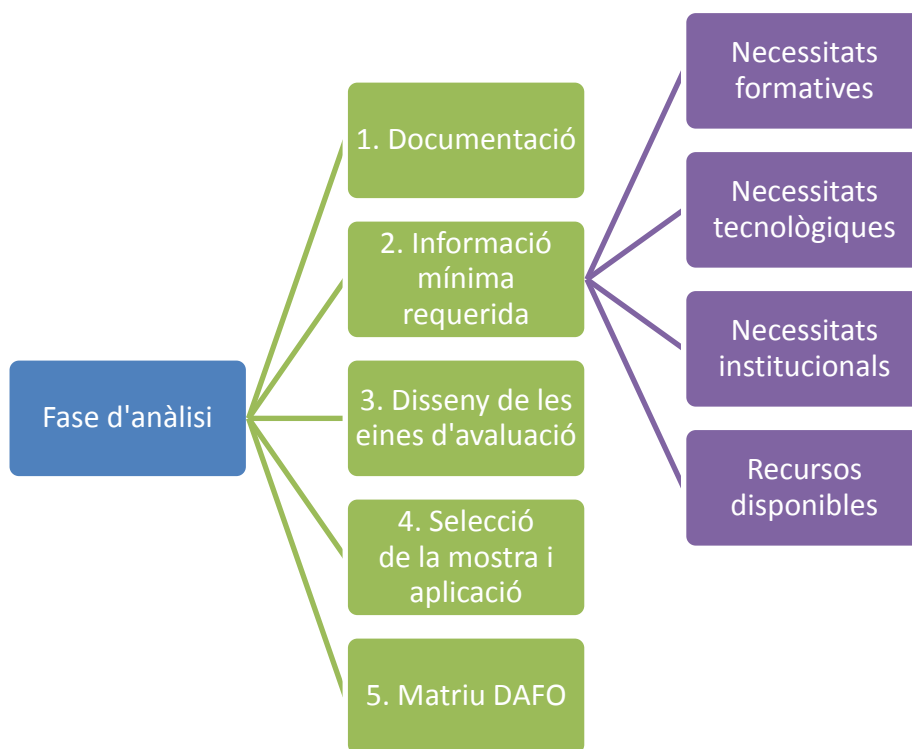 Fase d'anàlisi
1. Documentació
2. Informació
mínima
requerida
3. Disseny de les
eines d'avaluació
4. Selecció
de la mostra i
aplicació
5. Matriu DAFO
Necessitats
formatives
Necessitats
tecnològiques
Necessitats
institucionals
Recursos
disponibles